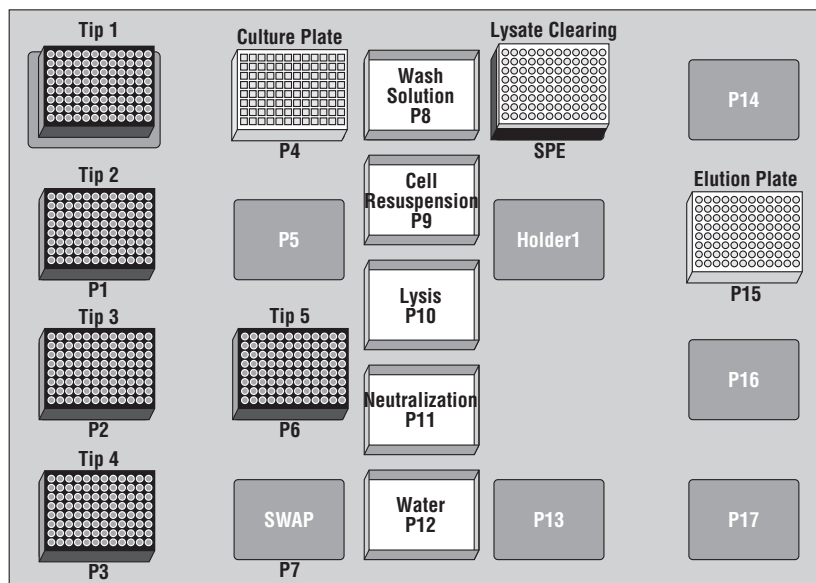 Tip 1
Culture Plate
P4
Wash
Solution
P8
Lysate Clearing
SPE
P14
Tip 2
P1
P5
Cell
Resuspension
P9
Holder1
Elution Plate
P15
Tip 3
P2
Tip 5
P6
Lysis
P10
Neutralization
P11
P16
Tip 4
P3
SWAP
P7
Water
P12
P13
P17